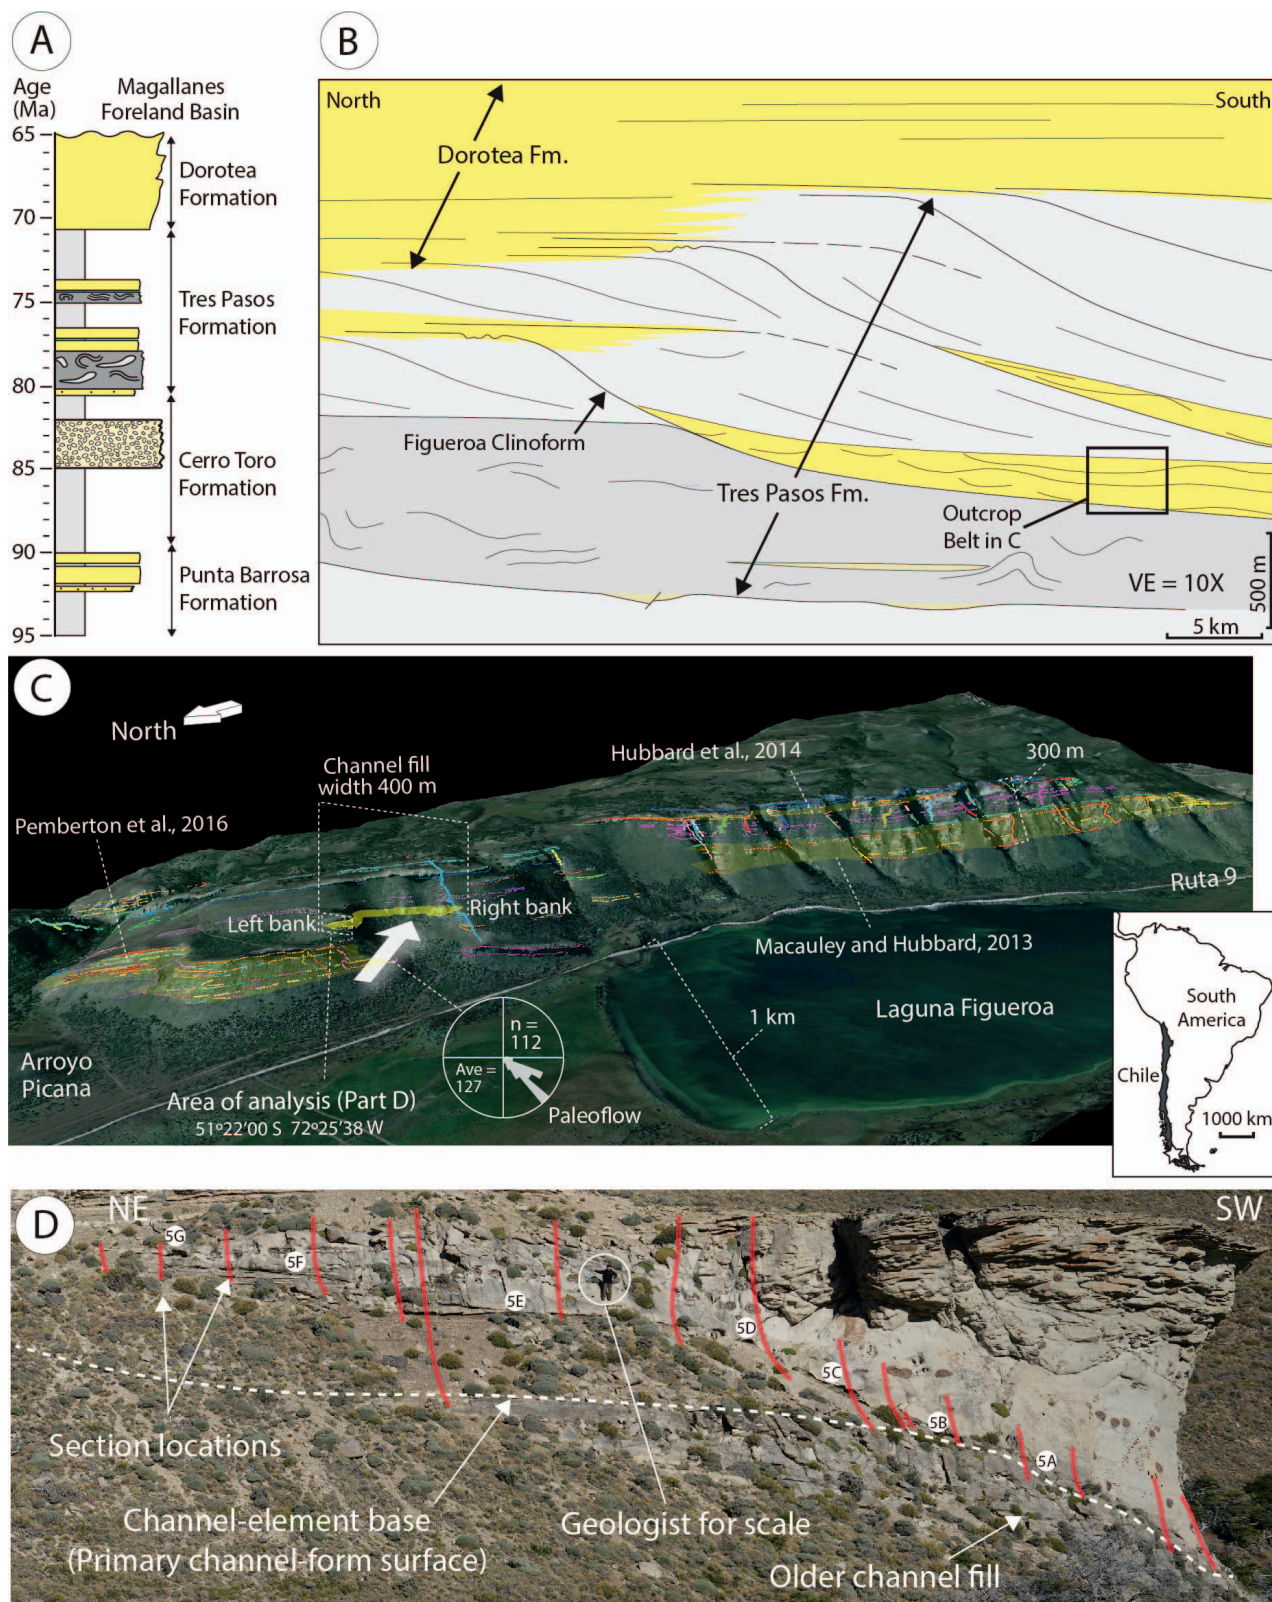 A
Age
(Ma)
Magallanes
Foreland Basin
65
70
75
80
85
90
95
Dorotea
Formation
Tres Pasos
Formation
Cerro Toro
Formation
Punta Barrosa
Formation
B
North
South
Dorotea Fm.
Figueroa Clinoform
Tres Pasos Fm.
Outcrop
Belt in C
VE = 10X
500 m
5 km
C
North
Channel fill
width 400 m
Hubbard et al., 2014
300 m
Pemberton et al., 2016
Left bank
Right bank
Ruta 9
Macauley and Hubbard, 2013
1 km
Laguna Figueroa
n =
112
Ave =
127
Paleoflow
Arroyo
Picana
Area of analysis (Part D)
51º22'00 S 72º25'38 W
South
America
Chile
1000 km
D
NE
SW
5G
5F
5E
5D
5C
5B
5A
Section locations
Channel-element base
(Primary channel-form surface)
Geologist for scale
Older channel fill